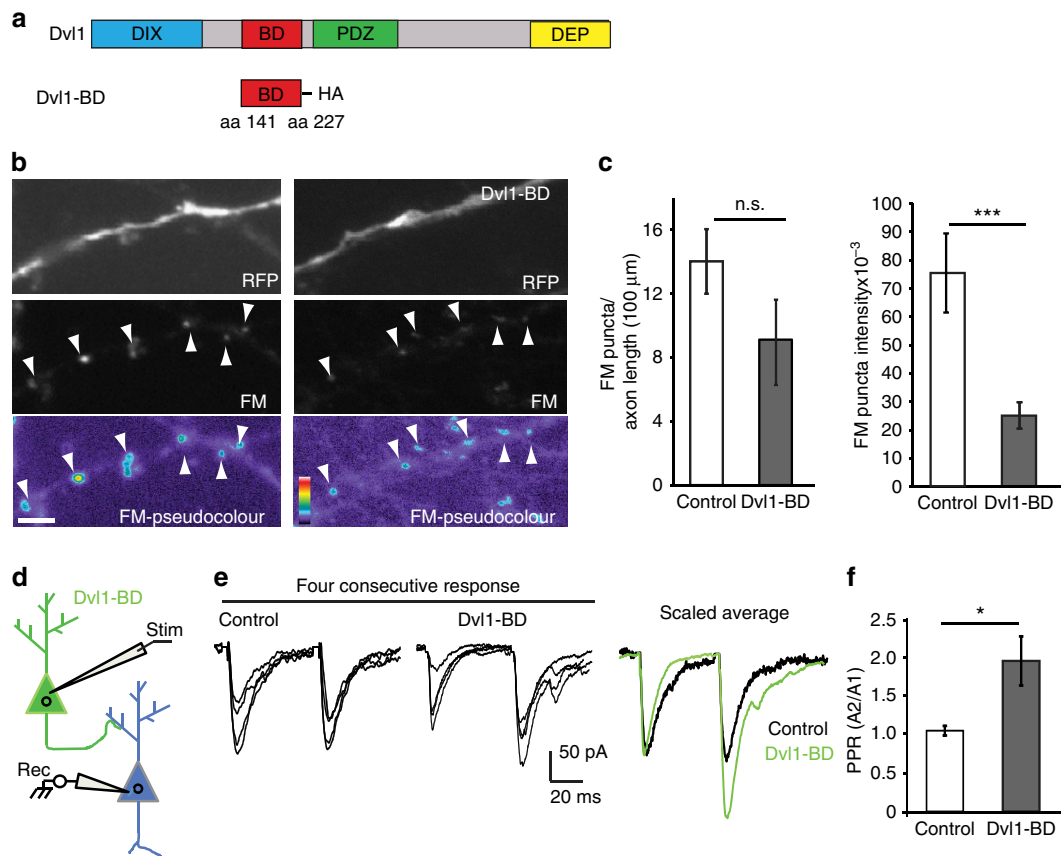 a
Dvl1
DIX
BD
PDZ
DEP
Dvl1-BD
BD
HA
aa 141 aa 227
b
RFP
Dvl1-BD
RFP
FM
FM
FM-pseudocolour
FM-pseudocolour
c
FM puncta/
axon length (100 μm)
16
12
8
4
0
n.s.
Control Dvl1-BD
FM puncta intensityx10⁻³
100
90
80
70
60
50
40
30
20
10
0
***
Control Dvl1-BD
d
Dvl1-BD
Stim
Rec
e
Four consecutive response
Control
Dvl1-BD
50 pA
20 ms
Scaled average
Control
Dvl1-BD
f
PPR (A2/A1)
2.5
2.0
1.5
1.0
0.5
0
*
Control Dvl1-BD